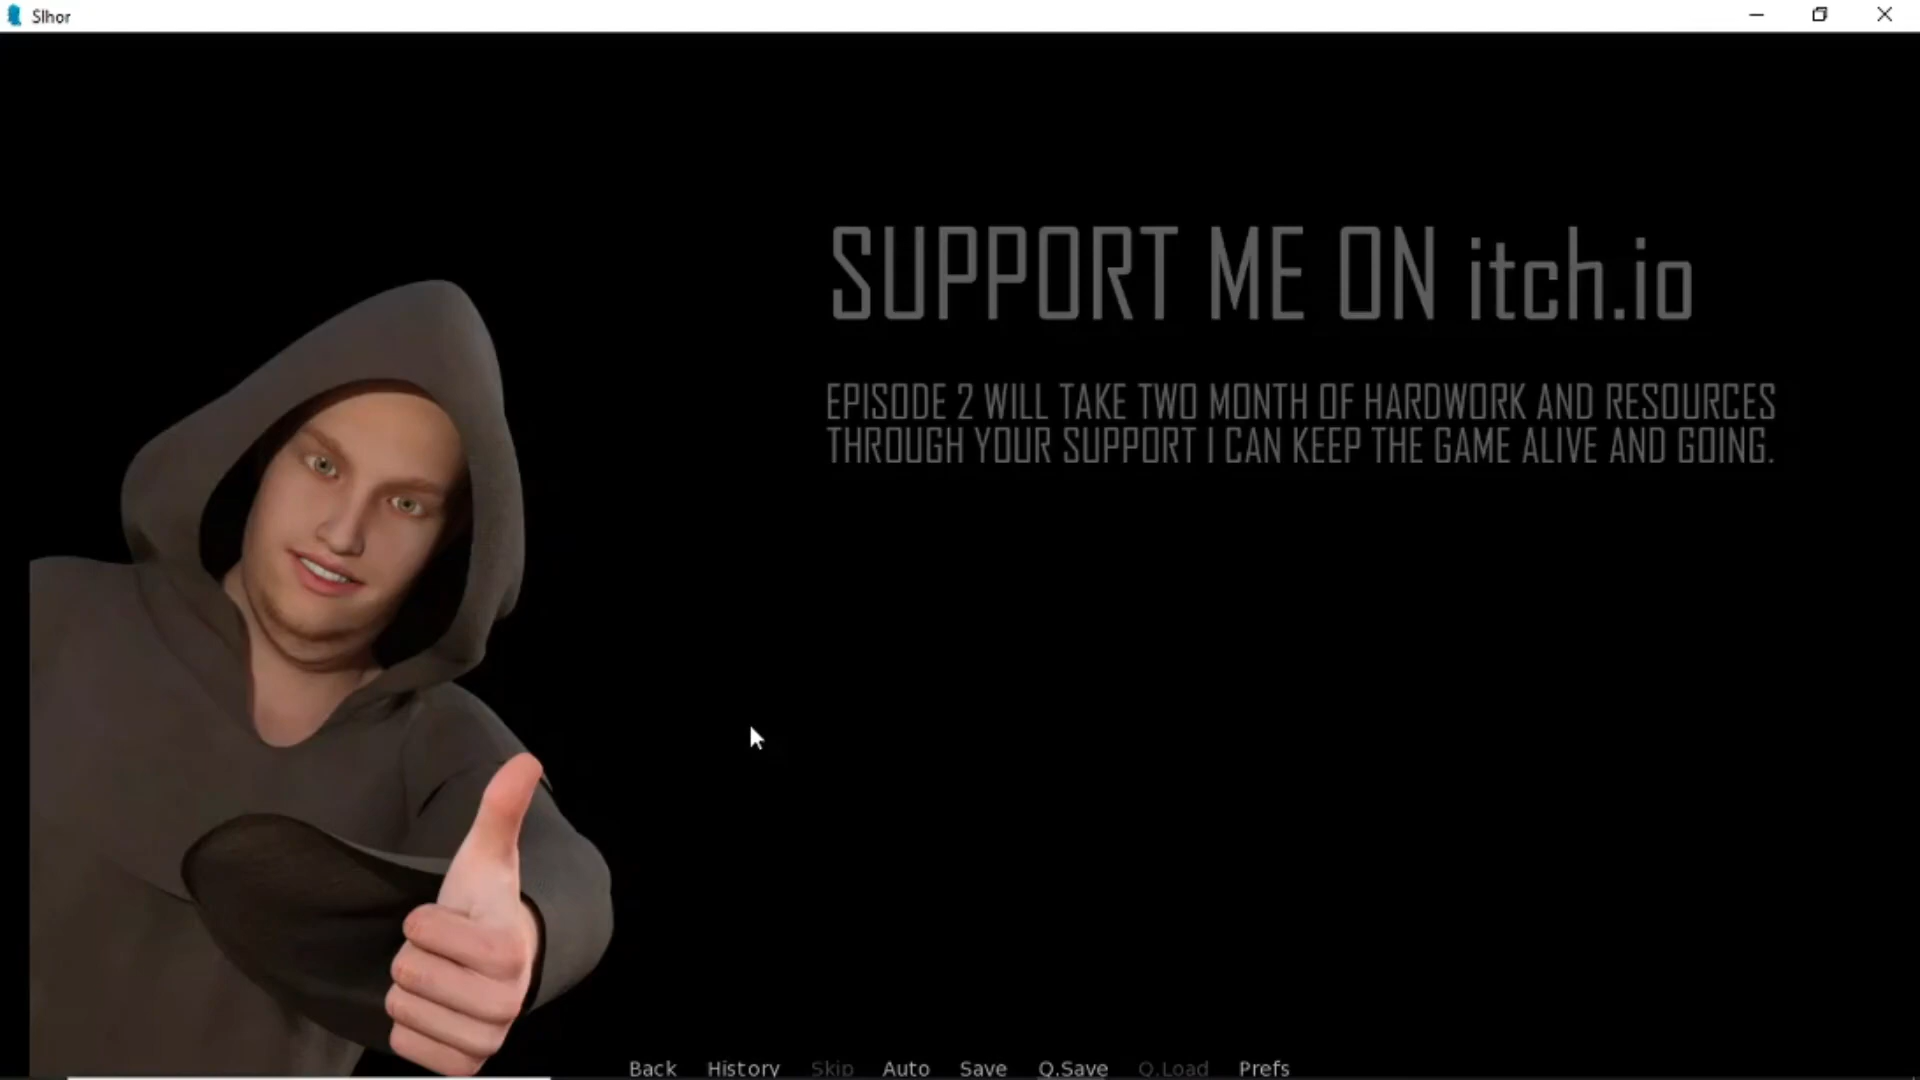 Slhor
SUPPORT ME ON itch.io
EPISODE 2 WILL TAKE TWO MONTH OF HARDWORK AND RESOURCES
THROUGH YOUR SUPPORT I CAN KEEP THE GAME ALIVE AND GOING.
Back History Skip Auto Save Q.Save Q.Load Prefs